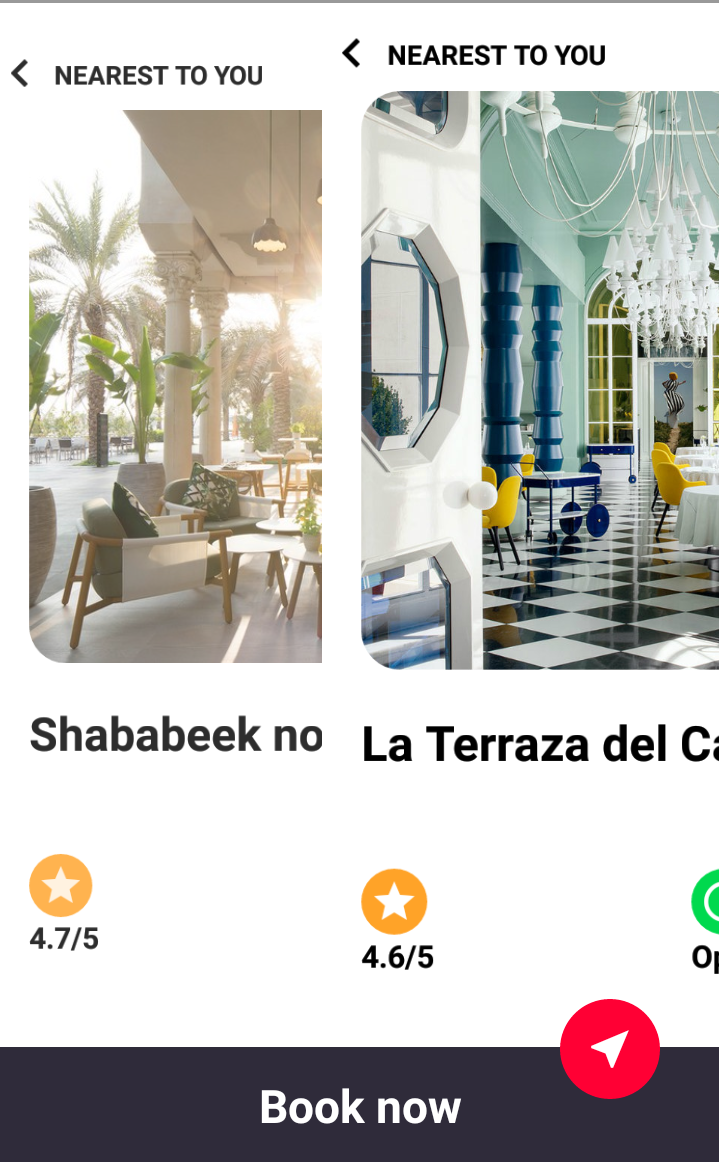 NEAREST TO YOU
Shababeek no
4.7/5
NEAREST TO YOU
La Terraza del Ca
4.6/5
Op
Book now